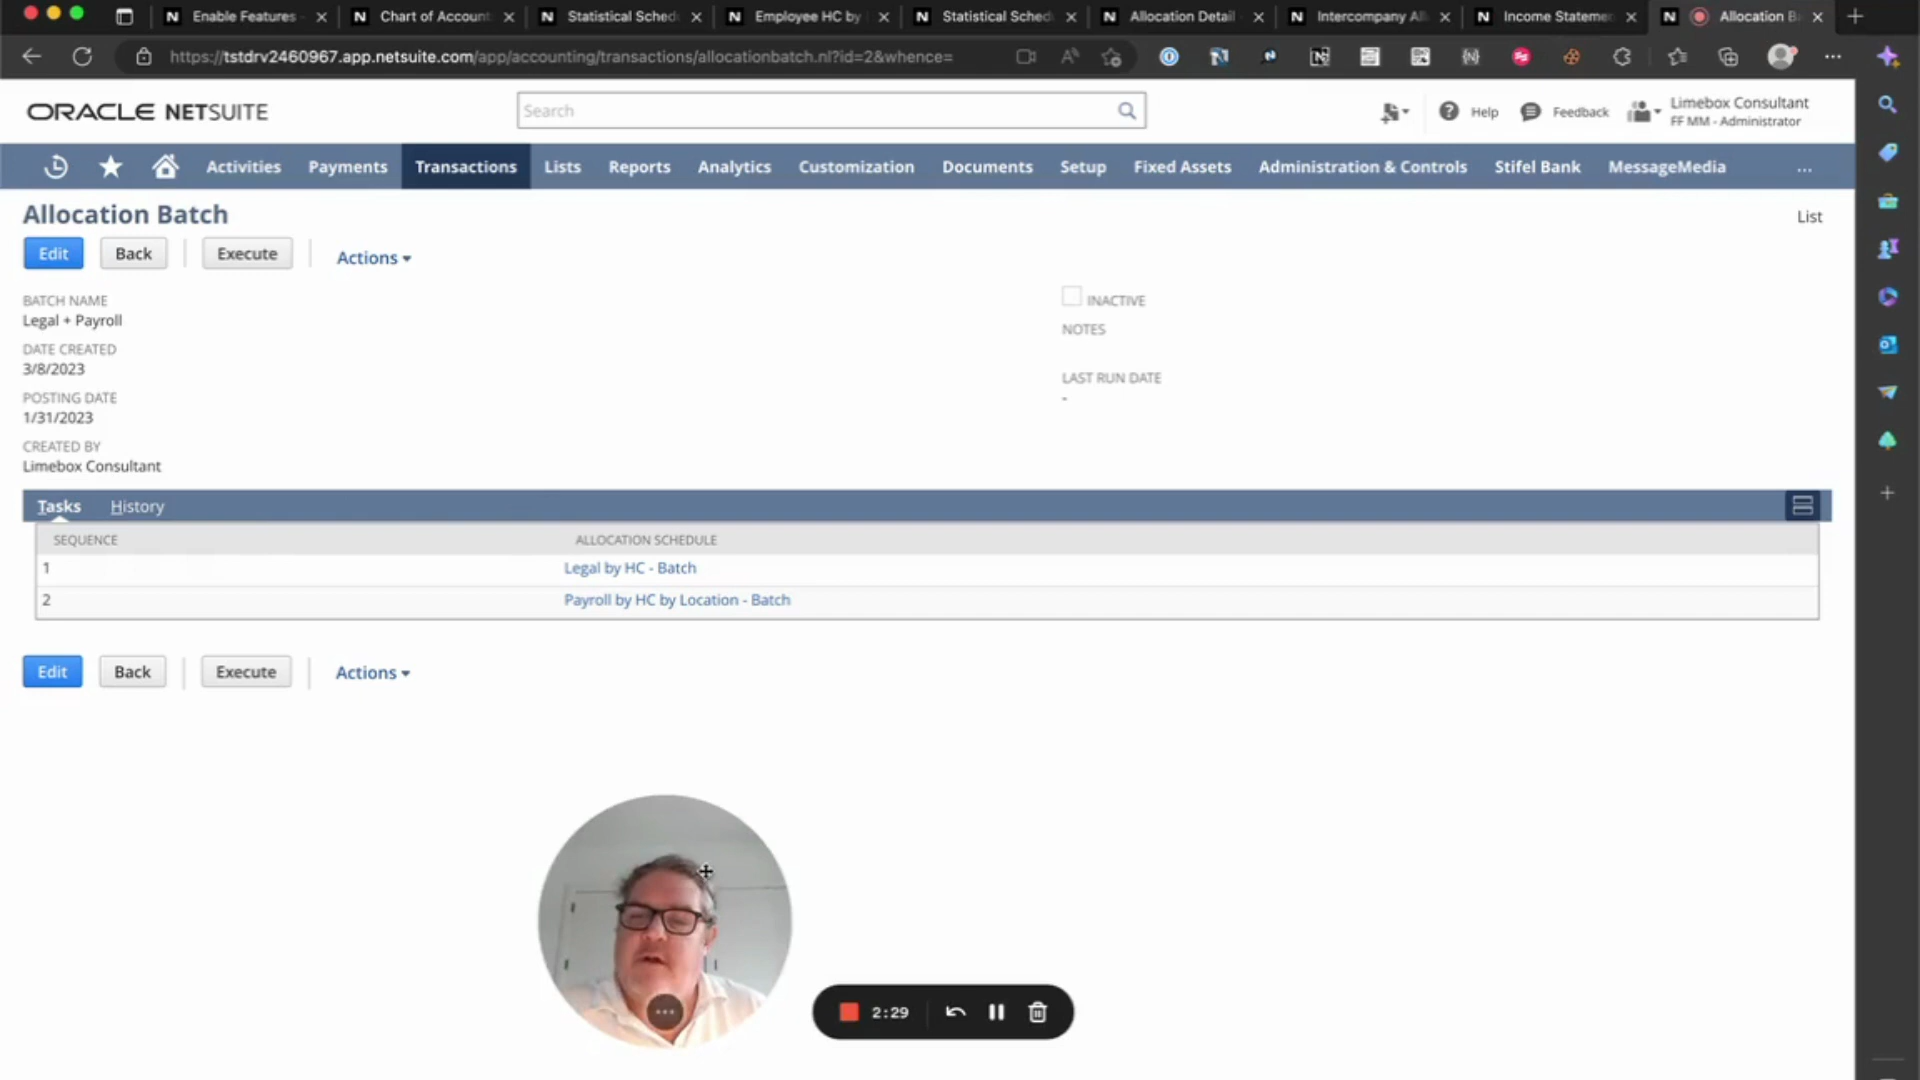 Enable Features
Chart of Account
Statistical Sched
Employee HC by
Statistical Sched
Allocation Detail
Intercompany Al
Income Stateme
Allocation B
https://tstdrv2460967.app.netsuite.com/app/accounting/transactions/allocationbatch.nl?id=2&whence=
ORACLE NETSUITE
Search
Help
Feedback
Limebox Consultant
FF MM - Administrator
Activities
Payments
Transactions
Lists
Reports
Analytics
Customization
Documents
Setup
Fixed Assets
Administration & Controls
Stifel Bank
MessageMedia
...
Allocation Batch
List
Edit
Back
Execute
Actions
BATCH NAME
Legal + Payroll
DATE CREATED
3/8/2023
POSTING DATE
1/31/2023
CREATED BY
Limebox Consultant
INACTIVE
NOTES
LAST RUN DATE
-
Tasks
History
SEQUENCE
ALLOCATION SCHEDULE
1
Legal by HC - Batch
2
Payroll by HC by Location - Batch
Edit
Back
Execute
Actions
2:29